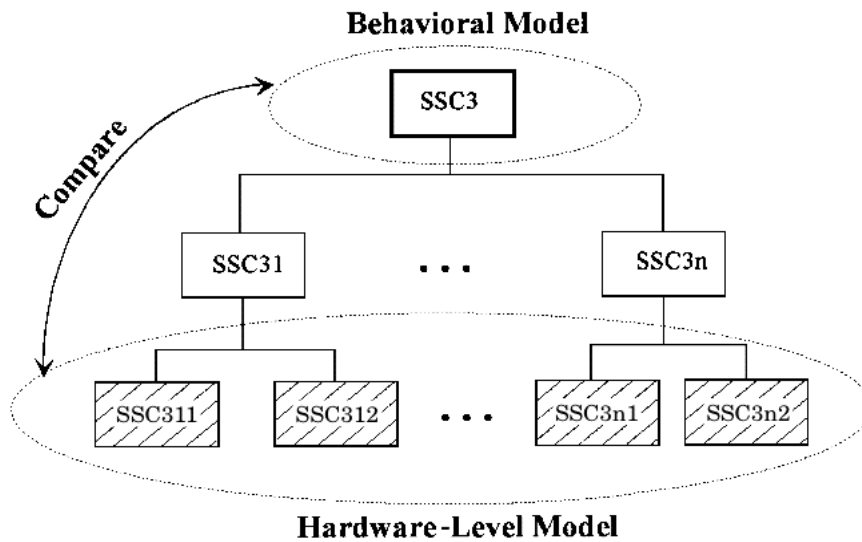 Behavioral Model
SSC3
Compare
SSC31
...
SSC3n
SSC311
SSC312
...
SSC3n1
SSC3n2
Hardware-Level Model